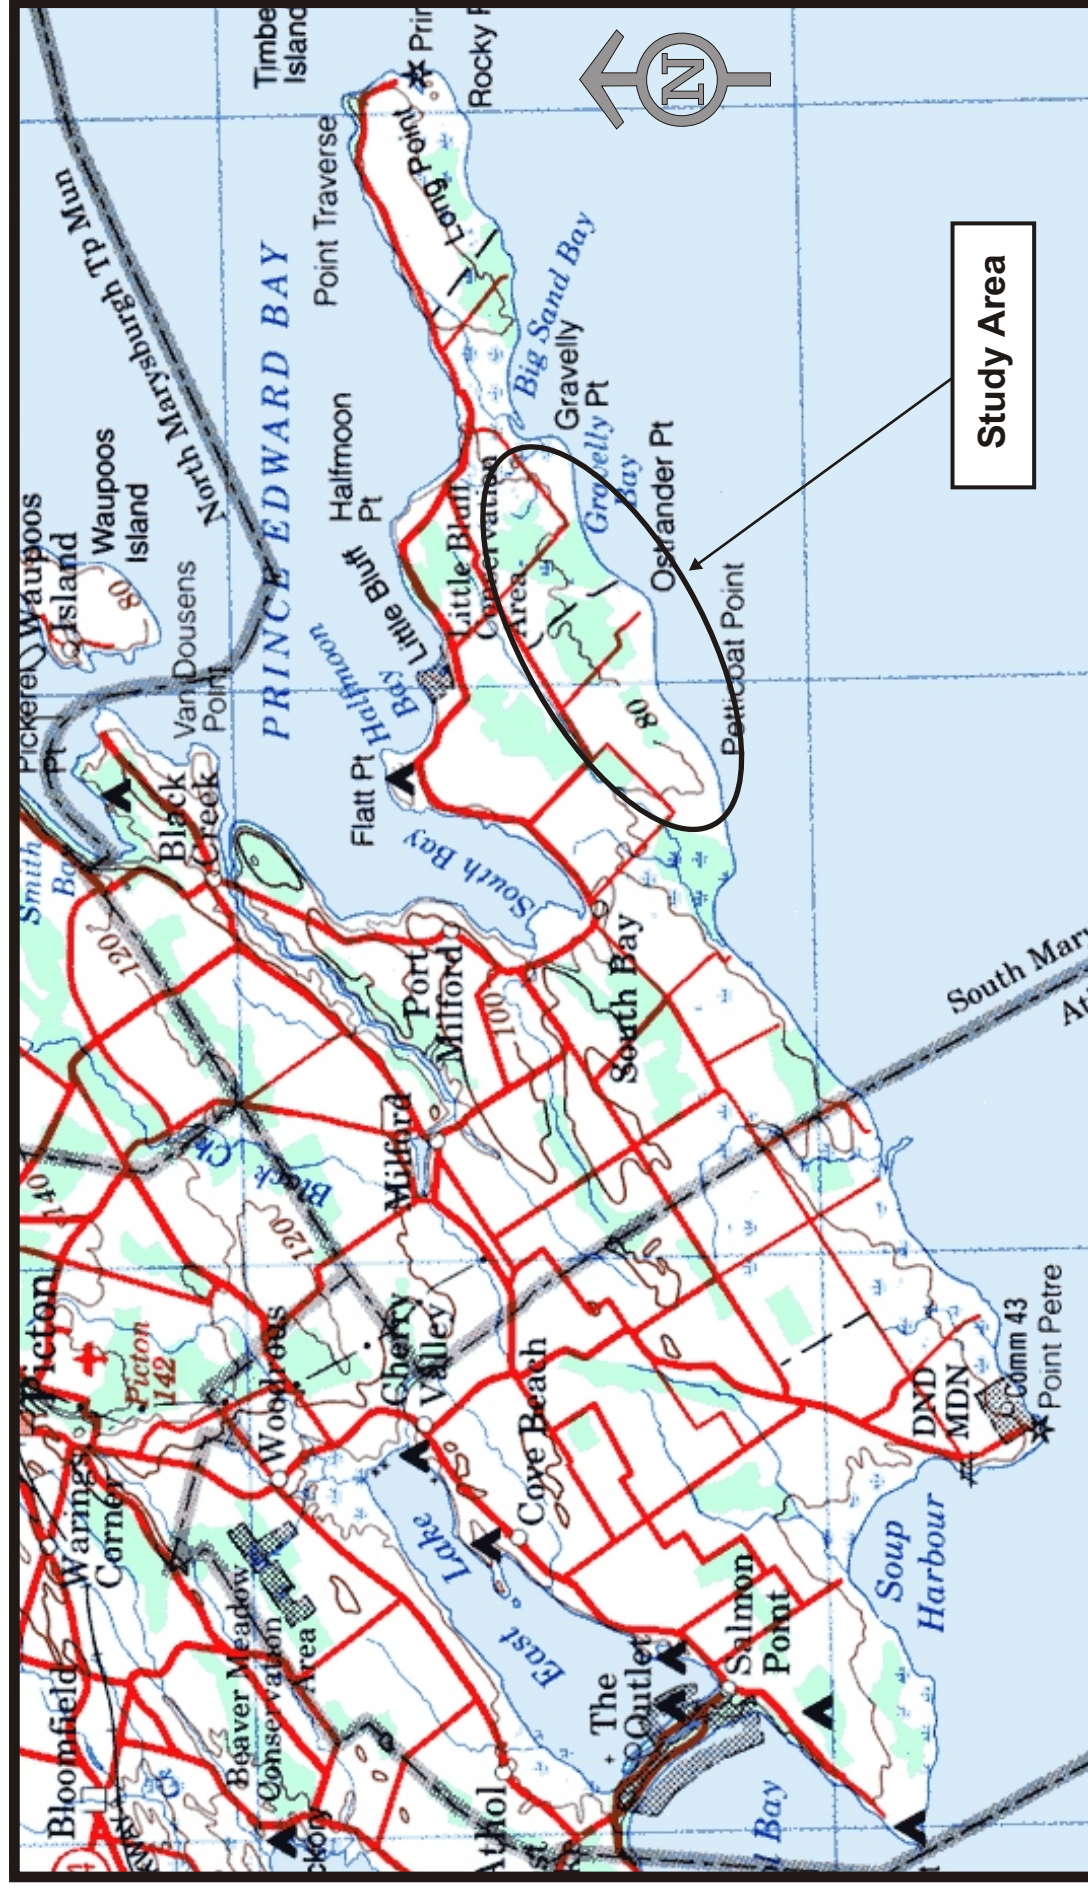 Timbe
Island
Prin
Rocky P
N
Point Traverse
Long Point
North Marysburgh Tp Mun
PRINCE EDWARD BAY
Big Sand Bay
Gravelly
Pt
Gravelly
Bay
Ostrander Pt
Petticoat Point
Study Area
Halfmoon
Pt
Little Bluff
Little Bluff
Conservation
Area
Halfmoon
Bay
Flatt Pt
Waupoos
Island
Waupoos
Island
80
Van Dousens
Point
Pickerel
Pt
Black
Creek
Smith
Bay
South Bay
80
120
Port
Milford
100
South Bay
South Mary
Milford
Black Ck
140
120
Picton
Picton
142
Woodrous
Cherry
Valley
Warings
Corner
Cove Beach
DND
MDN
Comm 43
Point Petre
East Lake
Soup
Harbour
Salmon
Point
The
Outlet
Beaver Meadow
Conservation
Area
Bloomfield
Athol
Ck
Bay